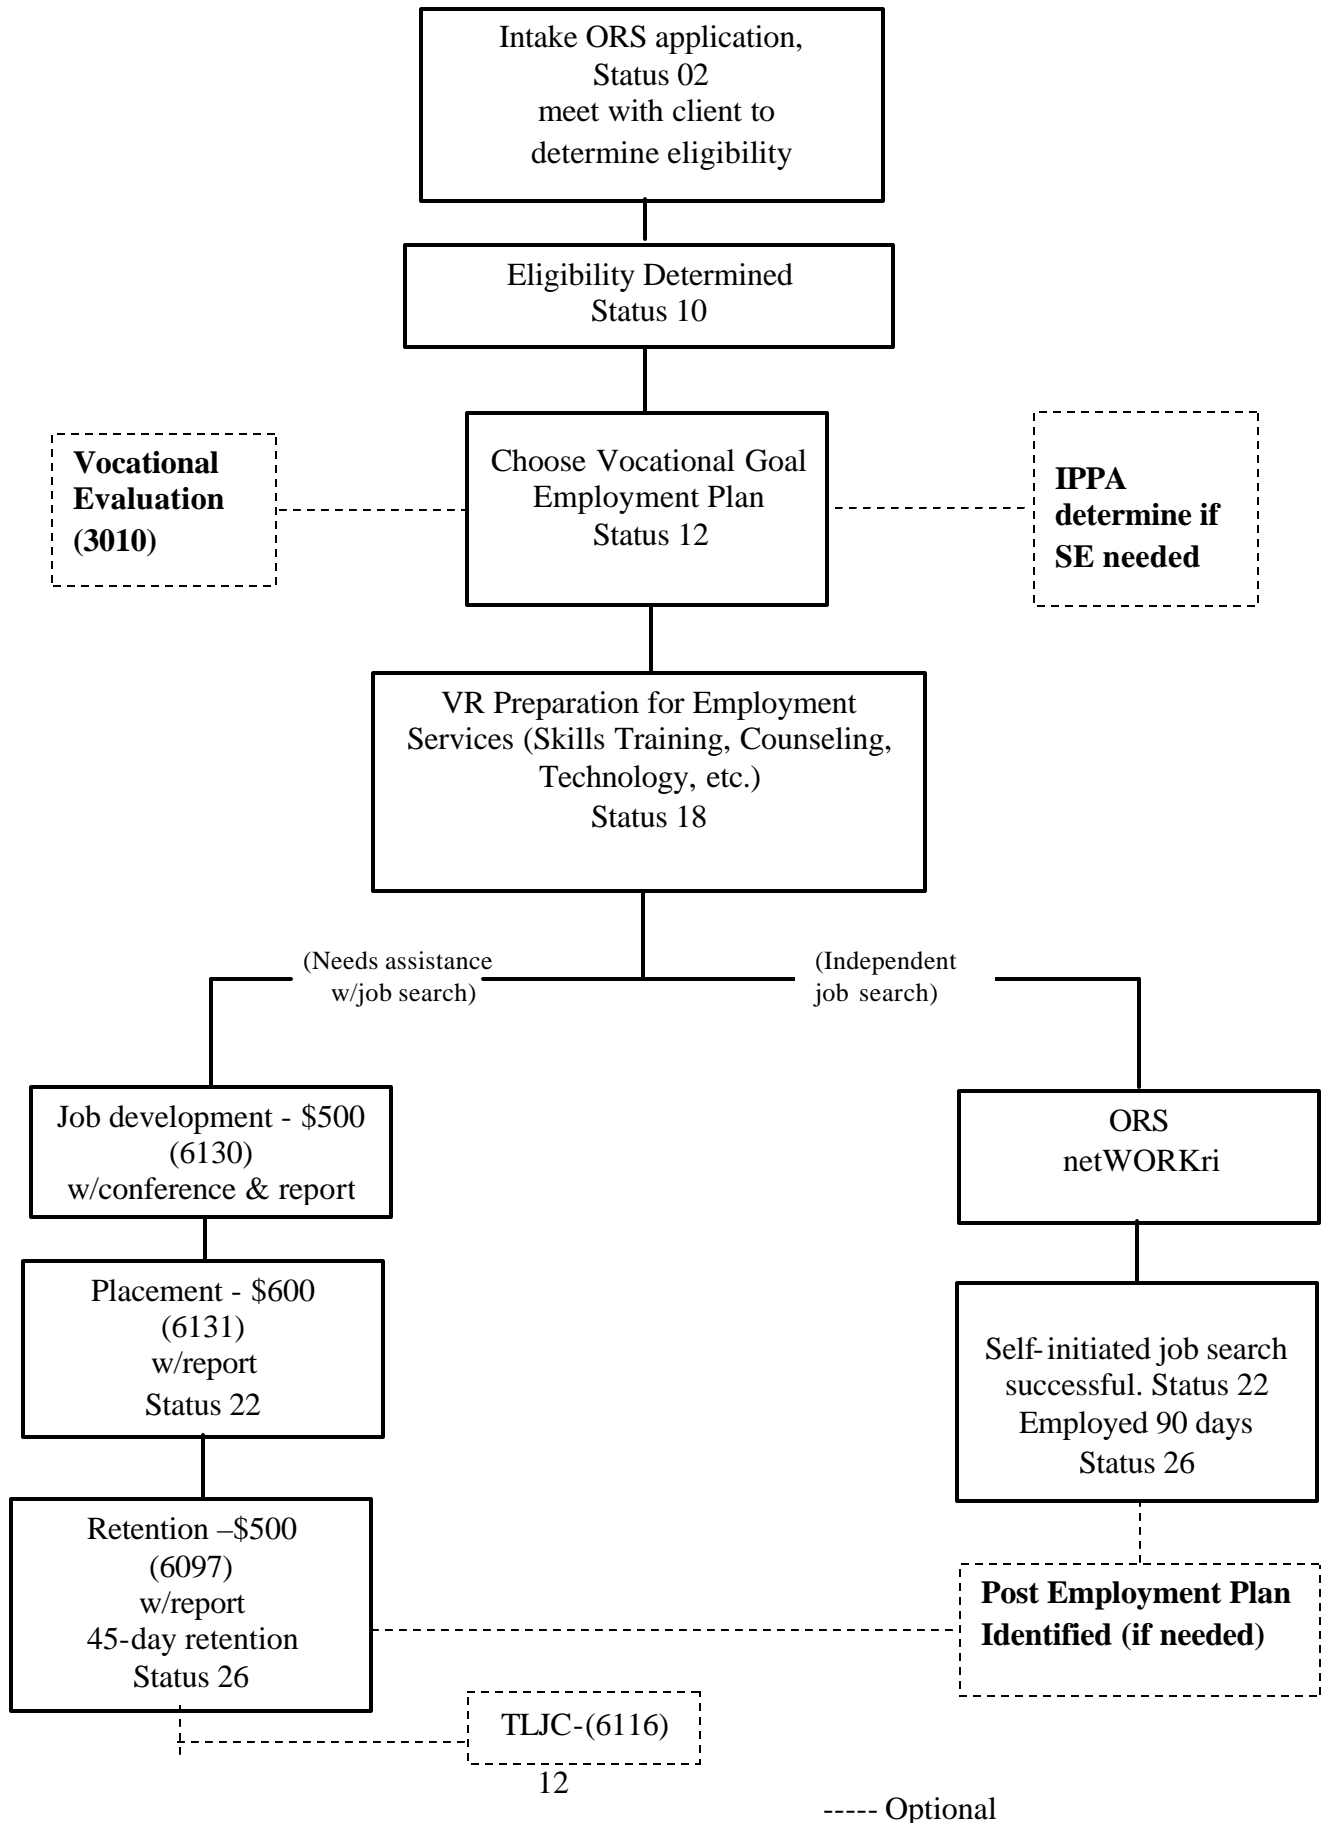 Intake ORS application,
Status 02
meet with client to
determine eligibility
Eligibility Determined
Status 10
Vocational
Evaluation
(3010)
Choose Vocational Goal
Employment Plan
Status 12
IPPA
determine if
SE needed
VR Preparation for Employment
Services (Skills Training, Counseling,
Technology, etc.)
Status 18
(Needs assistance
w/job search)
(Independent
job search)
Job development - $500
(6130)
w/conference & report
ORS
netWORKri
Placement - $600
(6131)
w/report
Status 22
Self-initiated job search
successful. Status 22
Employed 90 days
Status 26
Retention –$500
(6097)
w/report
45-day retention
Status 26
Post Employment Plan
Identified (if needed)
TLJC-(6116)
12
----- Optional